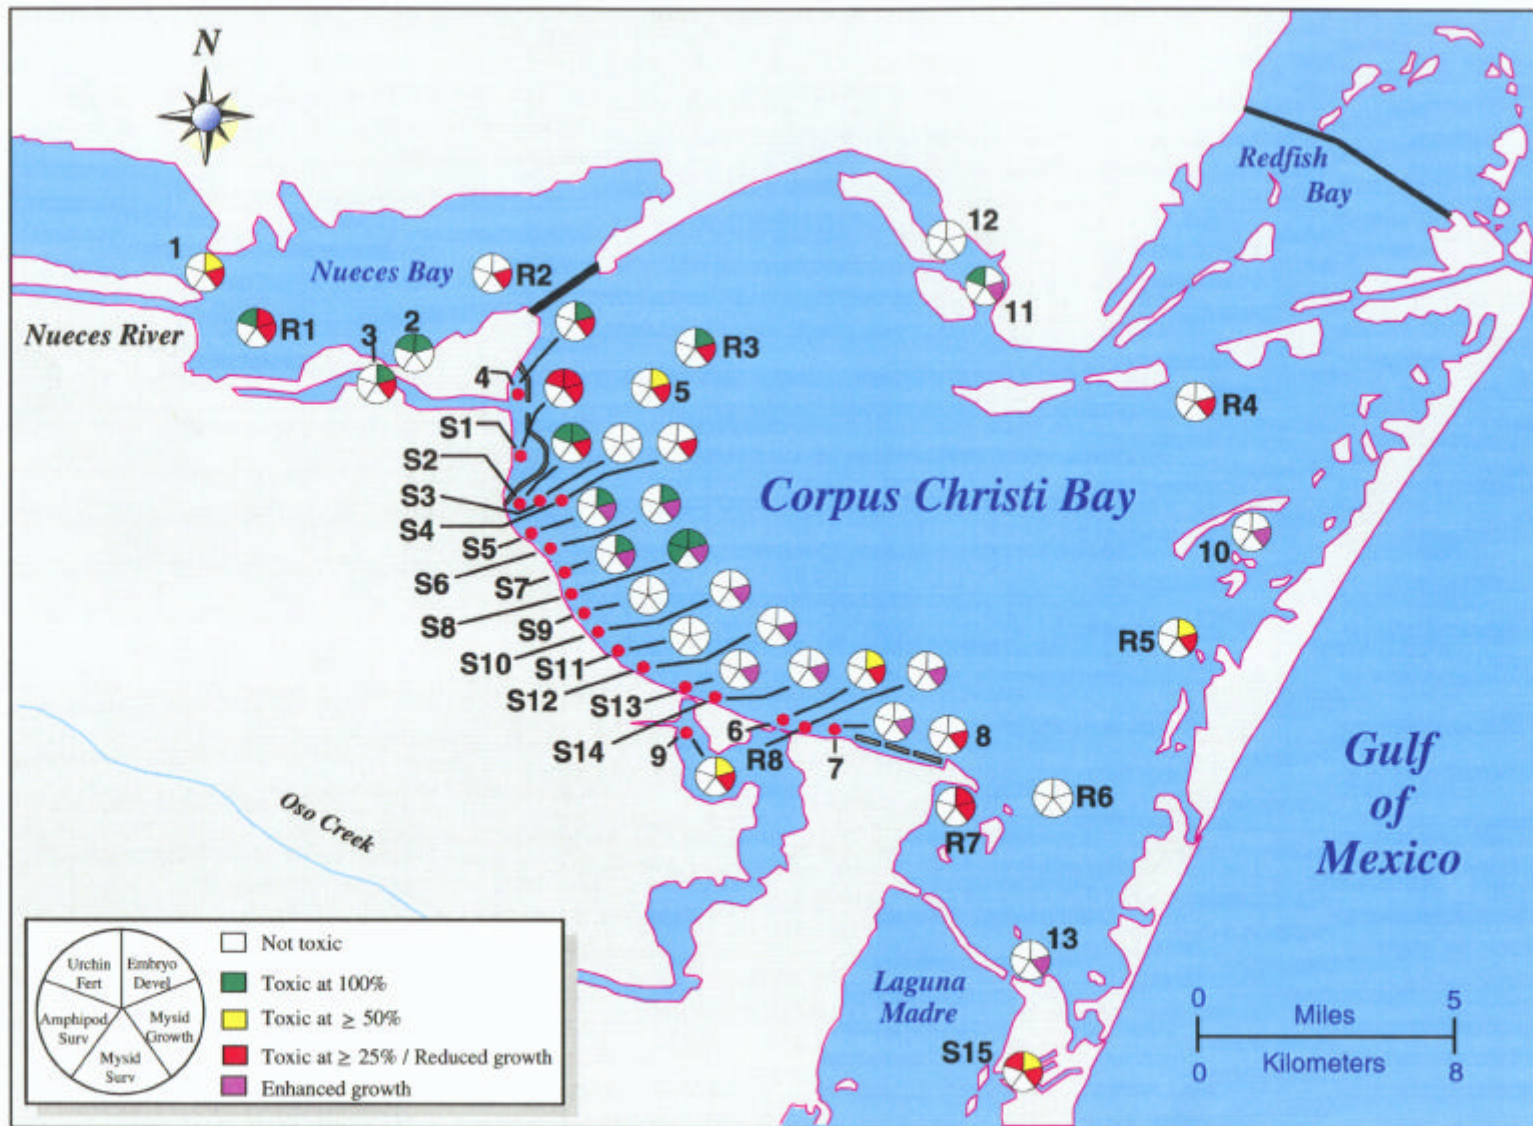 N
Redfish
Bay
12
1
Nueces Bay
R2
11
Nueces River
R1
2
3
R3
4
5
R4
S1
S2
S3
S4
Corpus Christi Bay
S5
S6
10
S7
S8
S9
R5
S10
S11
S12
S13
S14
6
R8
7
8
9
Gulf
of
Mexico
R6
R7
Oso Creek
13
Laguna
Madre
S15
0
5
Miles
Kilometers
0
8
Urchin
Fert
Embryo
Devel
Amphipod
Surv
Mysid
Growth
Mysid
Surv
Not toxic
Toxic at 100%
Toxic at ≥ 50%
Toxic at ≥ 25% / Reduced growth
Enhanced growth